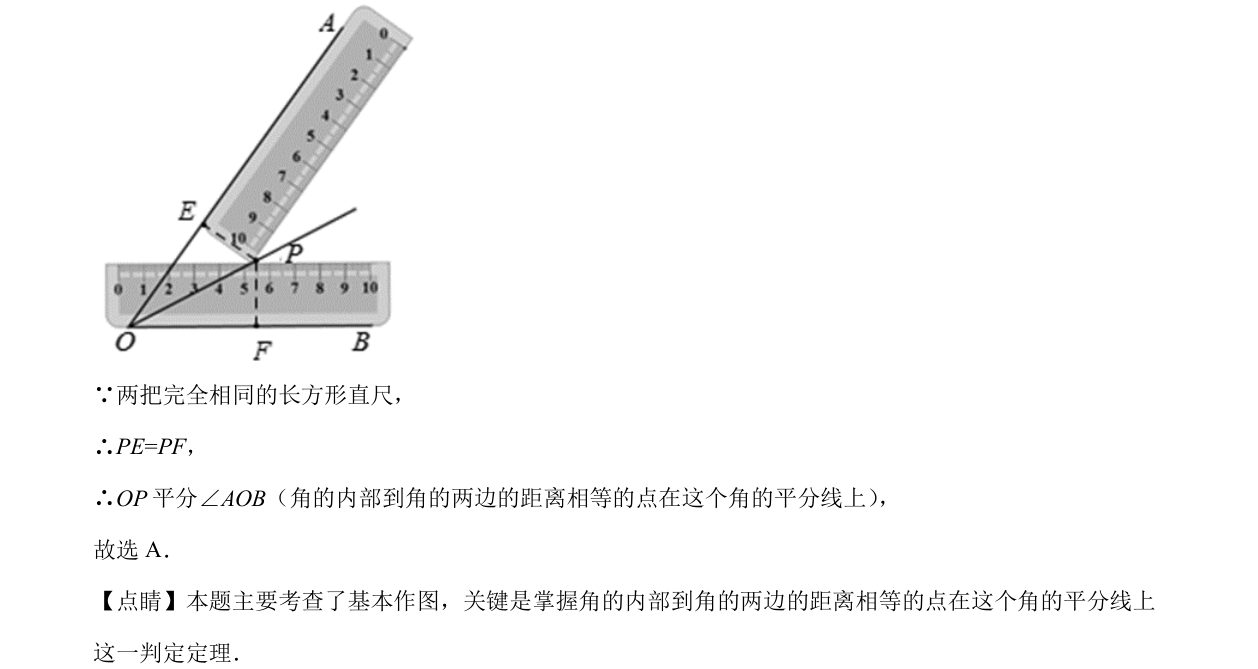 A
0
1
2
3
4
5
6
7
8
9
10
E
P
0 1 2 3 4 5 6 7 8 9 10
O F B
∵两把完全相同的长方形直尺，
∴PE=PF，
∴OP 平分∠AOB（角的内部到角的两边的距离相等的点在这个角的平分线上），
故选 A．
【点睛】本题主要考查了基本作图，关键是掌握角的内部到角的两边的距离相等的点在这个角的平分线上
这一判定定理．